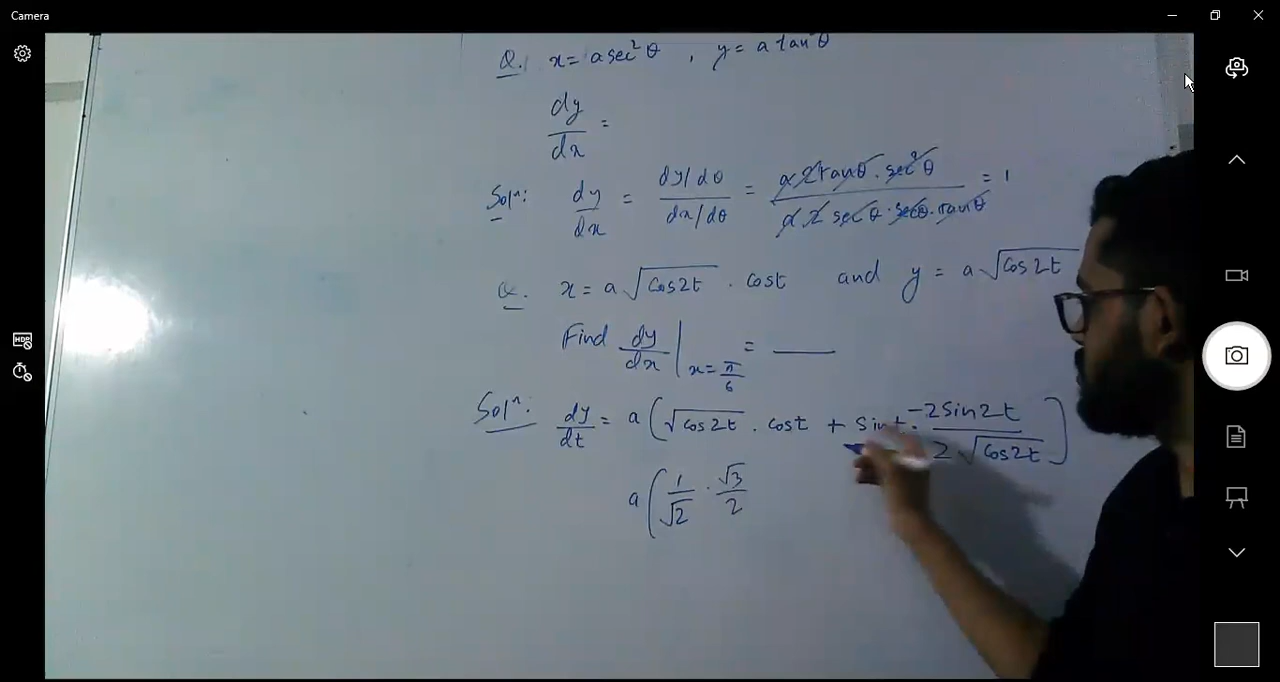 Camera
Q. x = a sec²θ , y = a tan²θ
dy/dx =
Solⁿ: dy/dx = (dy/dθ)/(dx/dθ) = (a 2 tanθ · sec²θ)/(a 2 secθ · secθ · tanθ) = 1
Q. x = a √(cos2t) · cost and y = a √(cos2t)
Find dy/dx |x=π/6 = ____
Solⁿ: dy/dt = a (√(cos2t) · cost + sint · (-2sin2t)/(2√(cos2t)))
a (1/√2 · √3/2
HDR